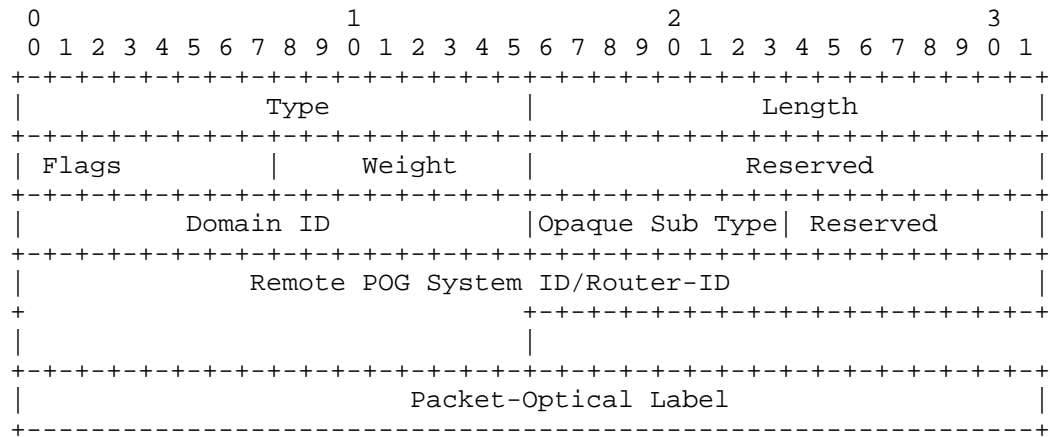 0                   1                   2                   3
 0 1 2 3 4 5 6 7 8 9 0 1 2 3 4 5 6 7 8 9 0 1 2 3 4 5 6 7 8 9 0 1
+-+-+-+-+-+-+-+-+-+-+-+-+-+-+-+-+-+-+-+-+-+-+-+-+-+-+-+-+-+-+-+-+
|               Type            |              Length           |
+-+-+-+-+-+-+-+-+-+-+-+-+-+-+-+-+-+-+-+-+-+-+-+-+-+-+-+-+-+-+-+-+
| Flags         |     Weight    |             Reserved          |
+-+-+-+-+-+-+-+-+-+-+-+-+-+-+-+-+-+-+-+-+-+-+-+-+-+-+-+-+-+-+-+-+
|          Domain ID            |Opaque Sub Type| Reserved      |
+-+-+-+-+-+-+-+-+-+-+-+-+-+-+-+-+-+-+-+-+-+-+-+-+-+-+-+-+-+-+-+-+
|              Remote POG System ID/Router-ID                   |
+                               +-+-+-+-+-+-+-+-+-+-+-+-+-+-+-+-+
|                               |
+-+-+-+-+-+-+-+-+-+-+-+-+-+-+-+-+-+-+-+-+-+-+-+-+-+-+-+-+-+-+-+-+
|                        Packet-Optical Label                   |
+---------------------------------------------------------------+